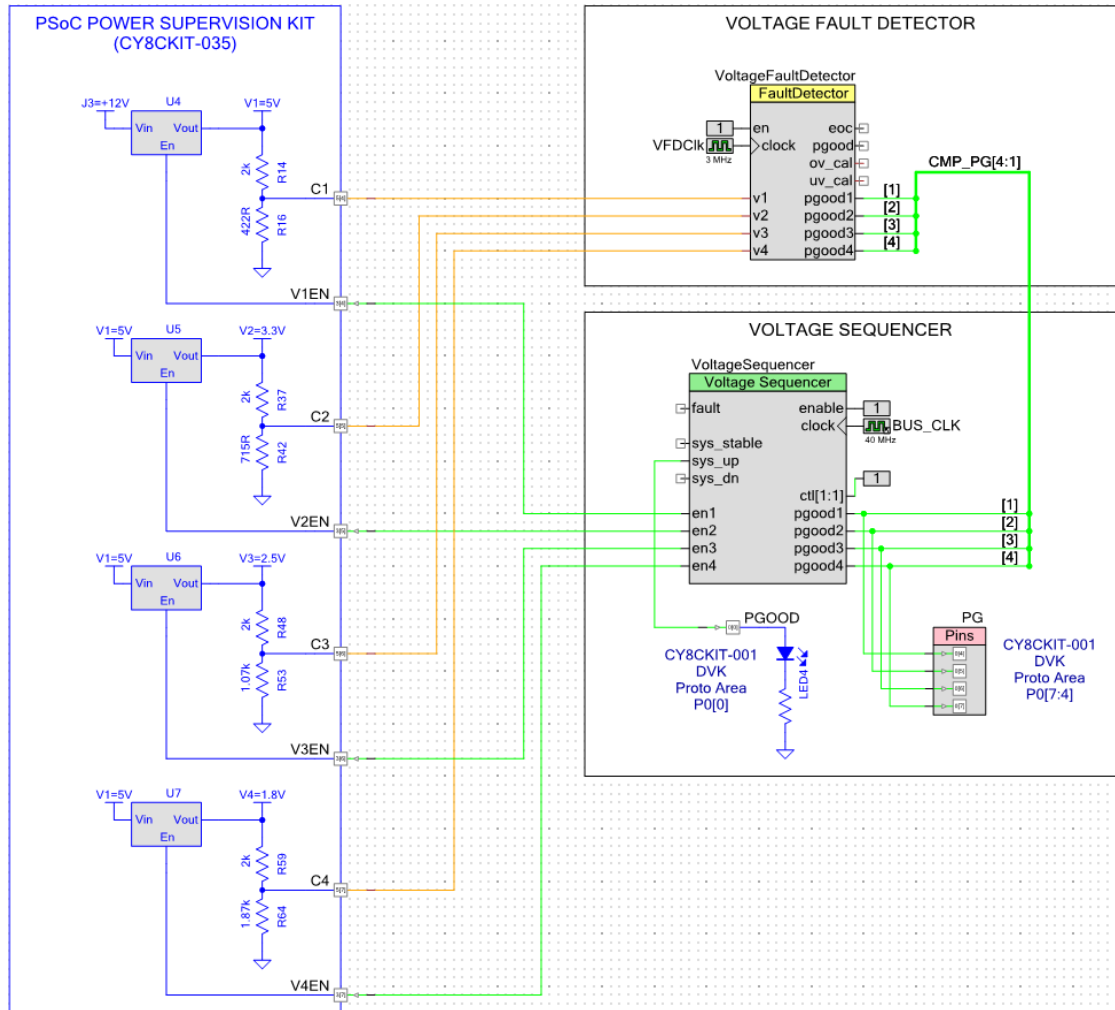 PSoC POWER SUPERVISION KIT
(CY8CKIT-035)
J3=+12V
U4
V1=5V
Vin
Vout
En
2k
R14
C1
422R
R16
V1EN
V1=5V
U5
V2=3.3V
Vin
Vout
En
2k
R37
C2
715R
R42
V2EN
V1=5V
U6
V3=2.5V
Vin
Vout
En
2k
R48
C3
1.07k
R53
V3EN
V1=5V
U7
V4=1.8V
Vin
Vout
En
2k
R59
C4
1.87k
R64
V4EN
VOLTAGE FAULT DETECTOR
VoltageFaultDetector
FaultDetector
1
en
eoc
VFDClk
3 MHz
clock
pgood
ov_cal
uv_cal
CMP_PG[4:1]
v1
pgood1
[1]
v2
pgood2
[2]
v3
pgood3
[3]
v4
pgood4
[4]
VOLTAGE SEQUENCER
VoltageSequencer
Voltage Sequencer
fault
enable
1
clock
BUS_CLK
40 MHz
sys_stable
sys_up
sys_dn
1
ctl[1:1]
en1
pgood1
[1]
en2
pgood2
[2]
en3
pgood3
[3]
en4
pgood4
[4]
PGOOD
CY8CKIT-001
DVK
Proto Area
P0[0]
LED4
PG
Pins
CY8CKIT-001
DVK
Proto Area
P0[7:4]